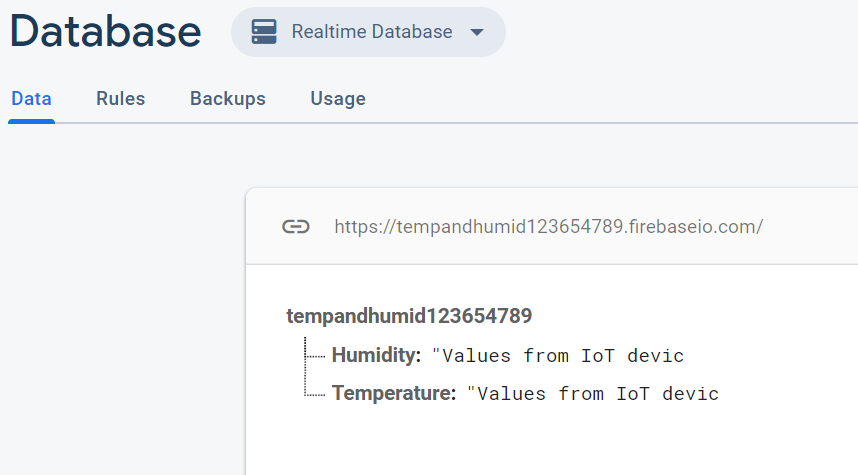 Database
Realtime Database
Data Rules Backups Usage
https://tempandhumid123654789.firebaseio.com/
tempandhumid123654789
Humidity: "Values from IoT devic
Temperature: "Values from IoT devic